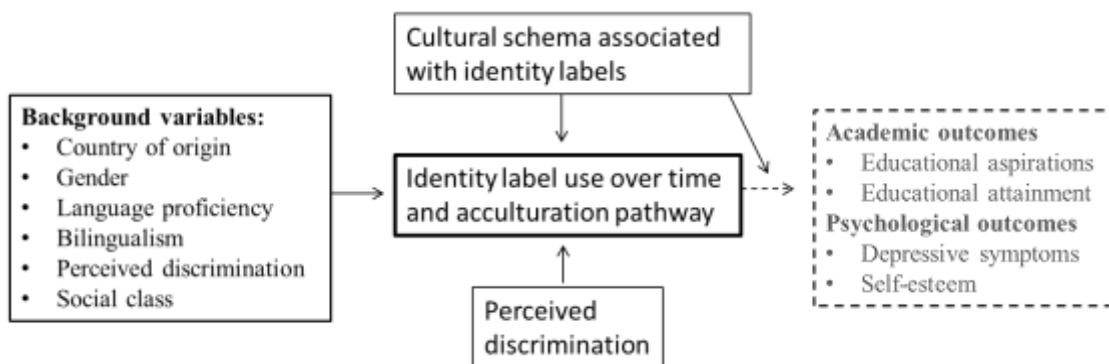 Cultural schema associated
with identity labels
Background variables:
• Country of origin
• Gender
• Language proficiency
• Bilingualism
• Perceived discrimination
• Social class
Identity label use over time
and acculturation pathway
Academic outcomes
• Educational aspirations
• Educational attainment
Psychological outcomes
• Depressive symptoms
• Self-esteem
Perceived
discrimination